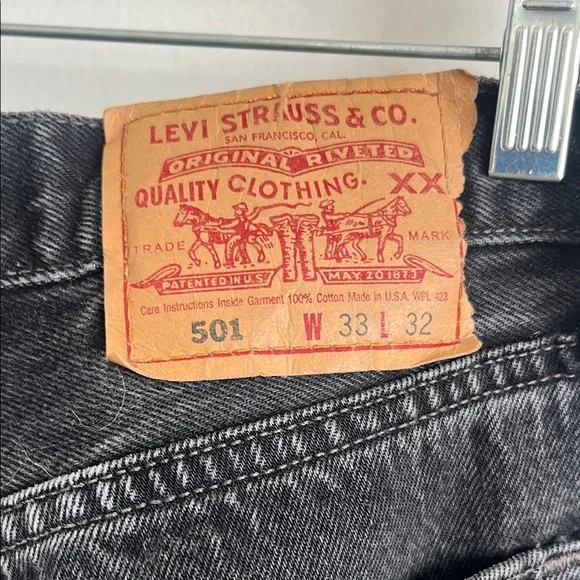 LEVI STRAUSS & CO.
SAN FRANCISCO, CAL.
ORIGINAL RIVETED
QUALITY CLOTHING. XX
TRADE MARK
PATENTED IN U.S. MAY 20 1873
Care Instructions Inside Garment 100% Cotton Made in U.S.A. WPL 423
501 W 33 L 32